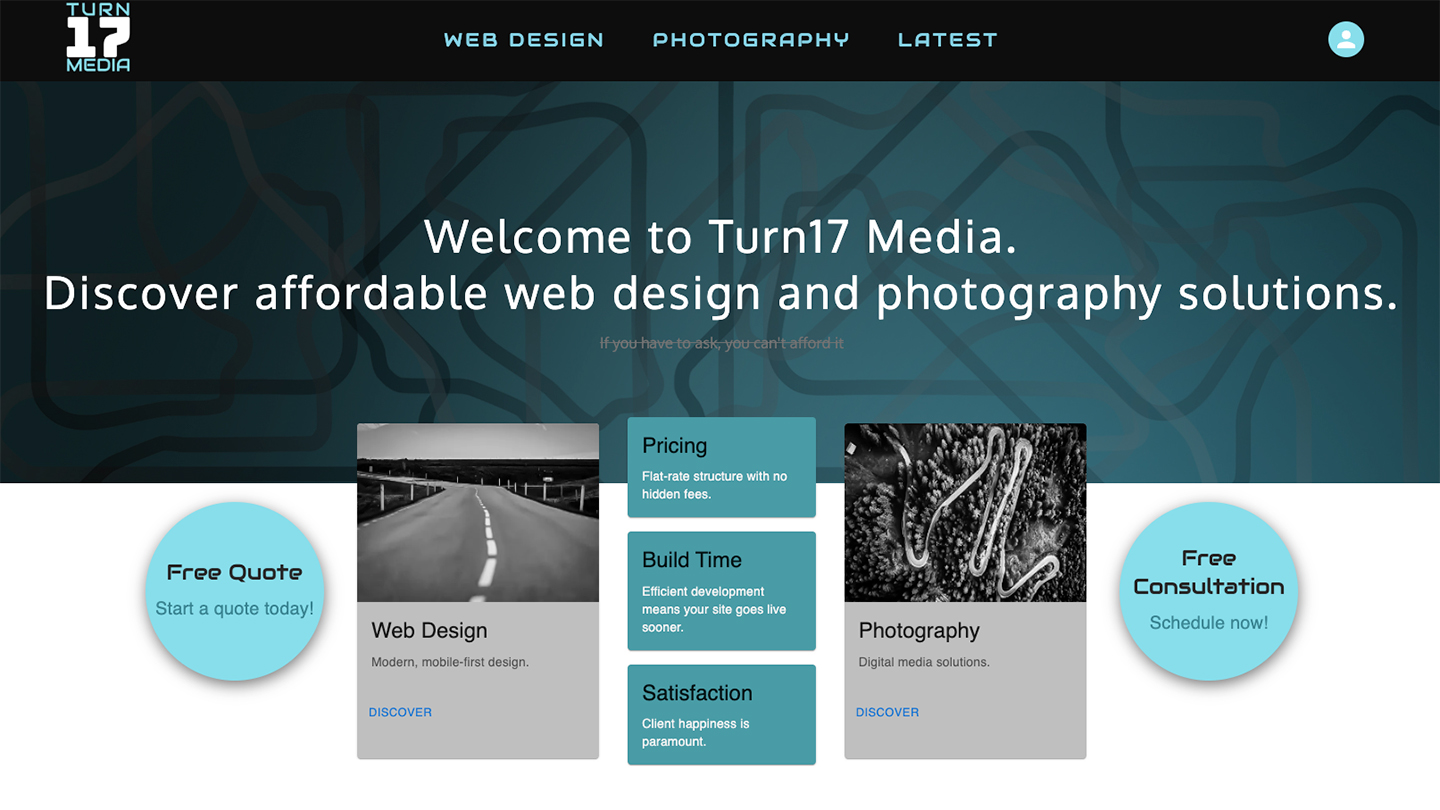 TURN
17
MEDIA
WEB DESIGN
PHOTOGRAPHY
LATEST
Welcome to Turn17 Media.
Discover affordable web design and photography solutions.
If you have to ask, you can't afford it
Free Quote
Start a quote today!
Web Design
Modern, mobile-first design.
DISCOVER
Pricing
Flat-rate structure with no
hidden fees.
Build Time
Efficient development
means your site goes live
sooner.
Satisfaction
Client happiness is
paramount.
Photography
Digital media solutions.
DISCOVER
Free
Consultation
Schedule now!